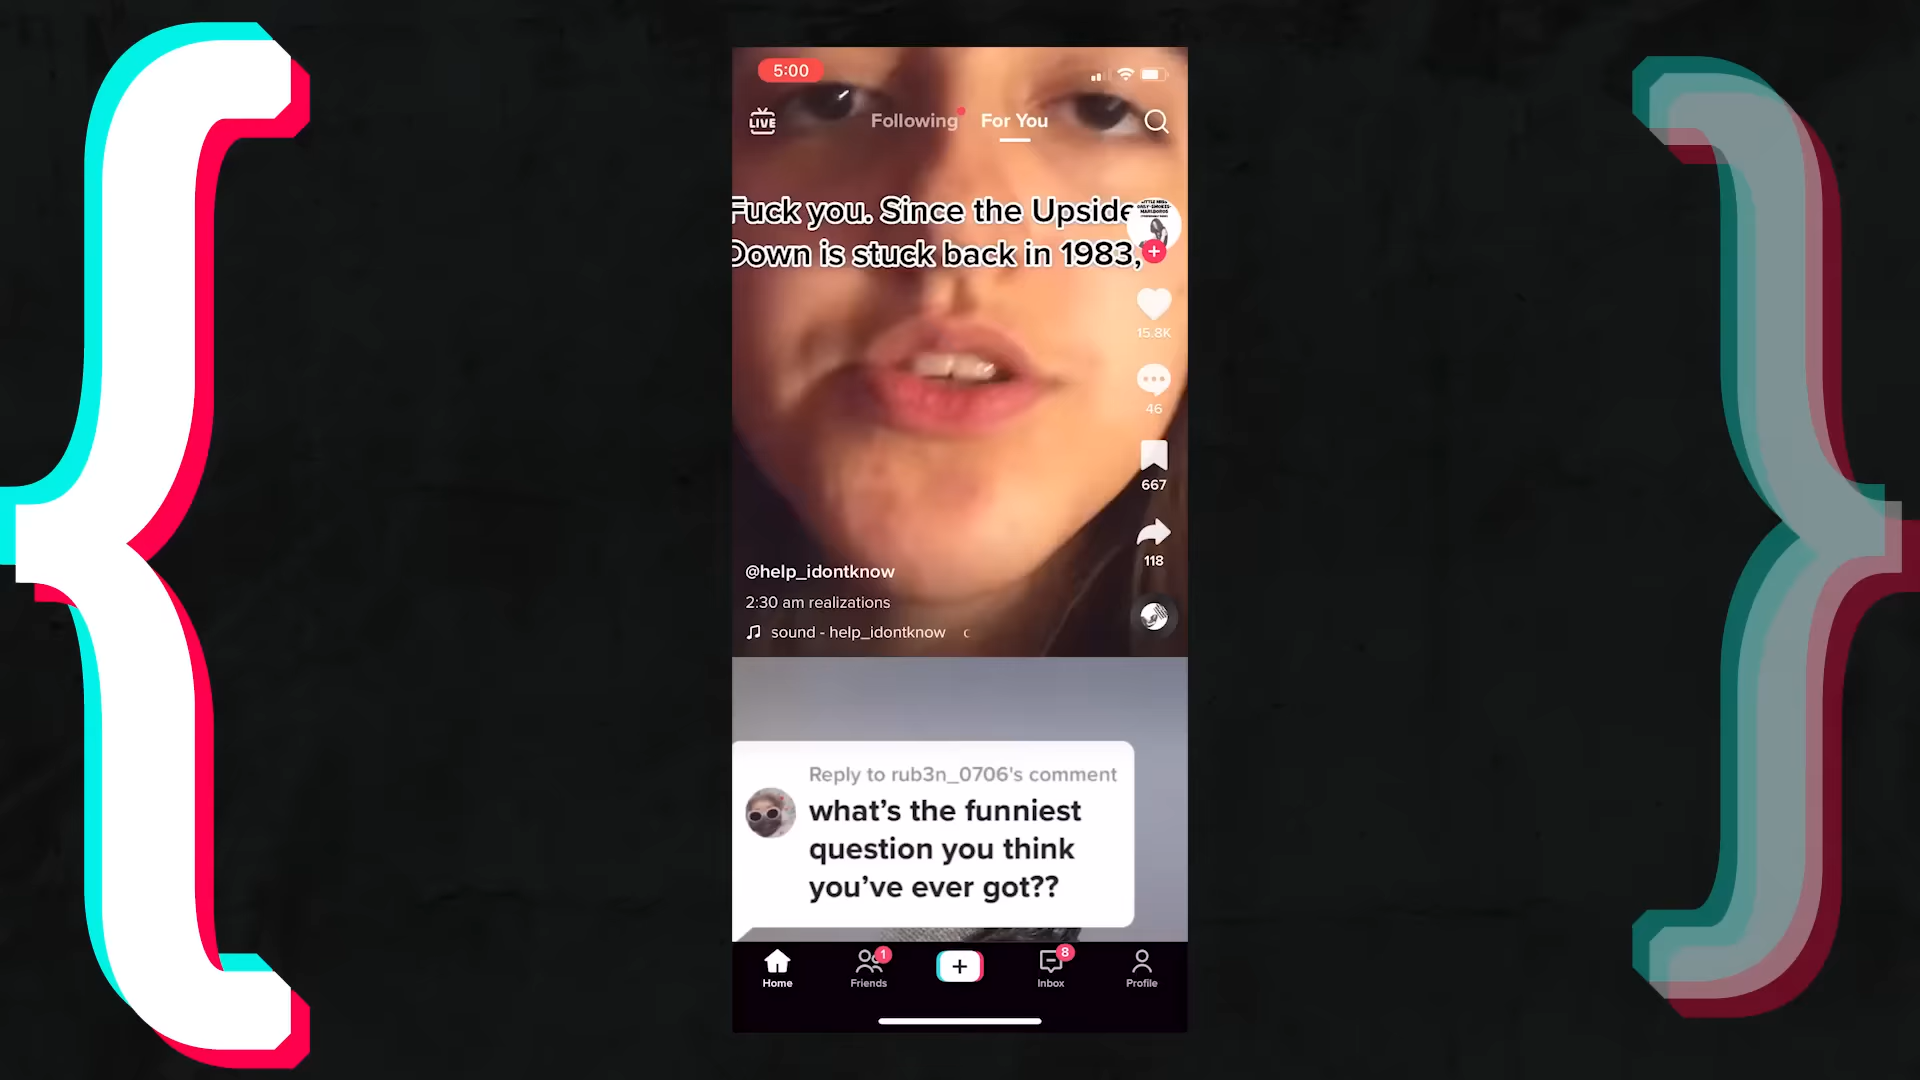 5:00
LIVE
Following
For You
Fuck you. Since the Upside
Down is stuck back in 1983,
15.8K
46
667
118
@help_idontknow
2:30 am realizations
sound - help_idontknow
Reply to rub3n_0706's comment
what’s the funniest
question you think
you’ve ever got??
Home
1
Friends
8
Inbox
Profile